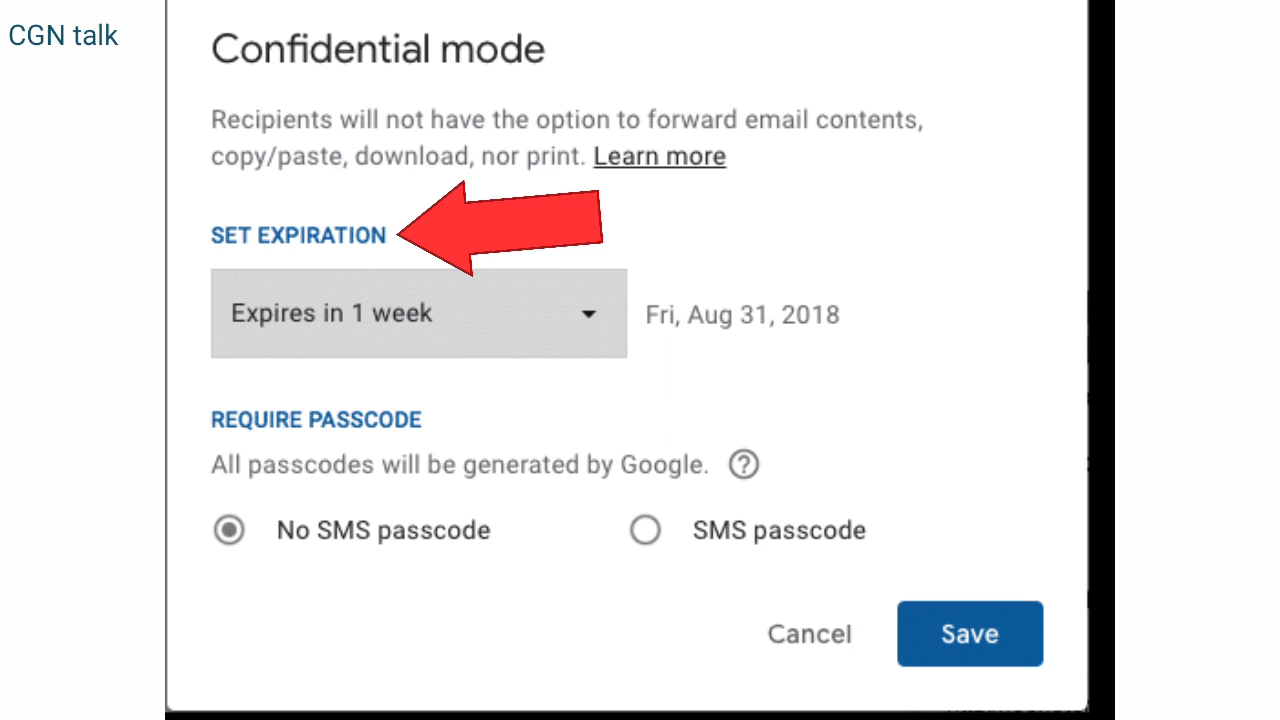 CGN talk
Confidential mode
Recipients will not have the option to forward email contents,
copy/paste, download, nor print. Learn more
SET EXPIRATION
Expires in 1 week
Fri, Aug 31, 2018
REQUIRE PASSCODE
All passcodes will be generated by Google. ?
No SMS passcode
SMS passcode
Cancel
Save